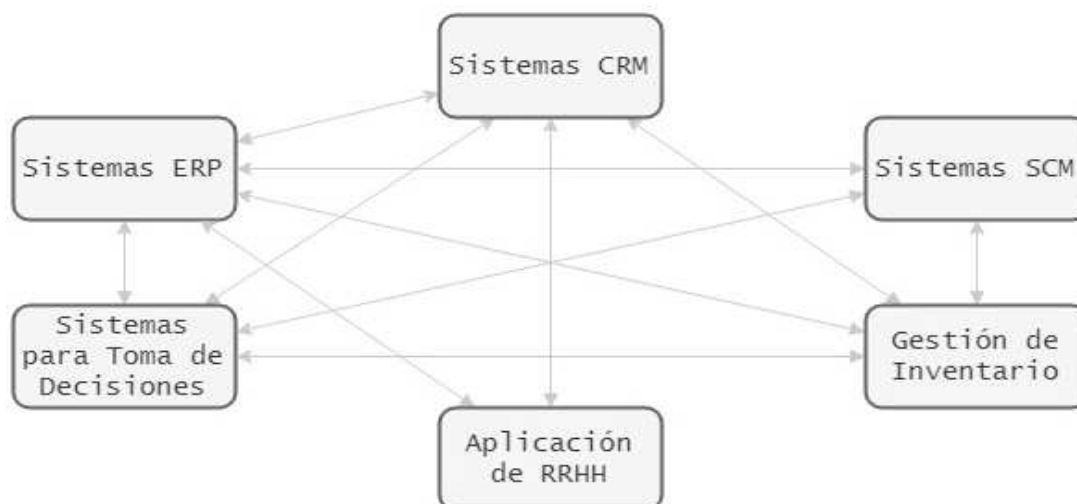 Sistemas CRM
Sistemas ERP
Sistemas SCM
Sistemas
para Toma de
Decisiones
Gestión de
Inventario
Aplicación
de RRHH